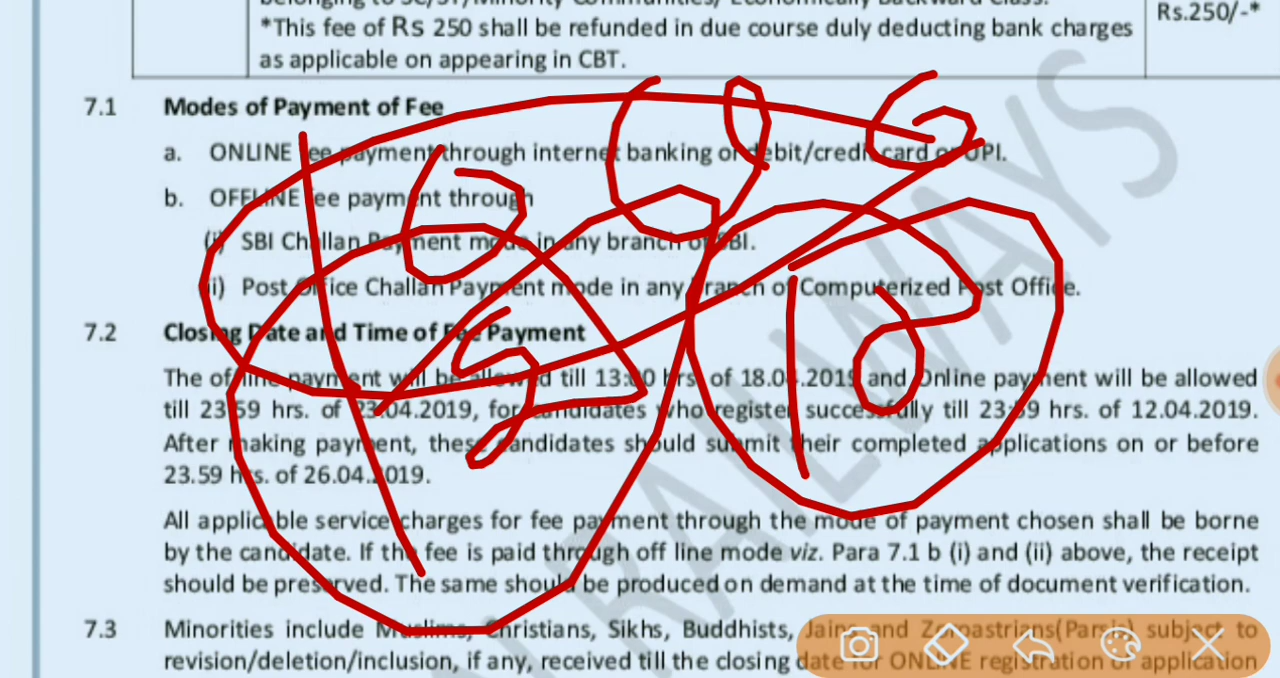 belonging to SC/ST/Minority Communities/ Economically Backward Class.
*This fee of Rs 250 shall be refunded in due course duly deducting bank charges
as applicable on appearing in CBT.
Rs.250/-*
7.1 Modes of Payment of Fee
a. ONLINE fee payment through internet banking or debit/credit card or UPI.
b. OFFLINE fee payment through
(i) SBI Challan Payment mode in any branch of SBI.
(ii) Post Office Challan Payment mode in any branch of Computerized Post Office.
7.2 Closing Date and Time of Fee Payment
The offline payment will be allowed till 13:00 hrs. of 18.04.2019 and Online payment will be allowed
till 23:59 hrs. of 23.04.2019, for candidates who register successfully till 23:59 hrs. of 12.04.2019.
After making payment, these candidates should submit their completed applications on or before
23.59 hrs. of 26.04.2019.
All applicable service charges for fee payment through the mode of payment chosen shall be borne
by the candidate. If the fee is paid through off line mode viz. Para 7.1 b (i) and (ii) above, the receipt
should be preserved. The same should be produced on demand at the time of document verification.
7.3 Minorities include Muslims, Christians, Sikhs, Buddhists, Jains and Zoroastrians(Parsis) subject to
revision/deletion/inclusion, if any, received till the closing date for ONLINE registration of application
RAILWAYS